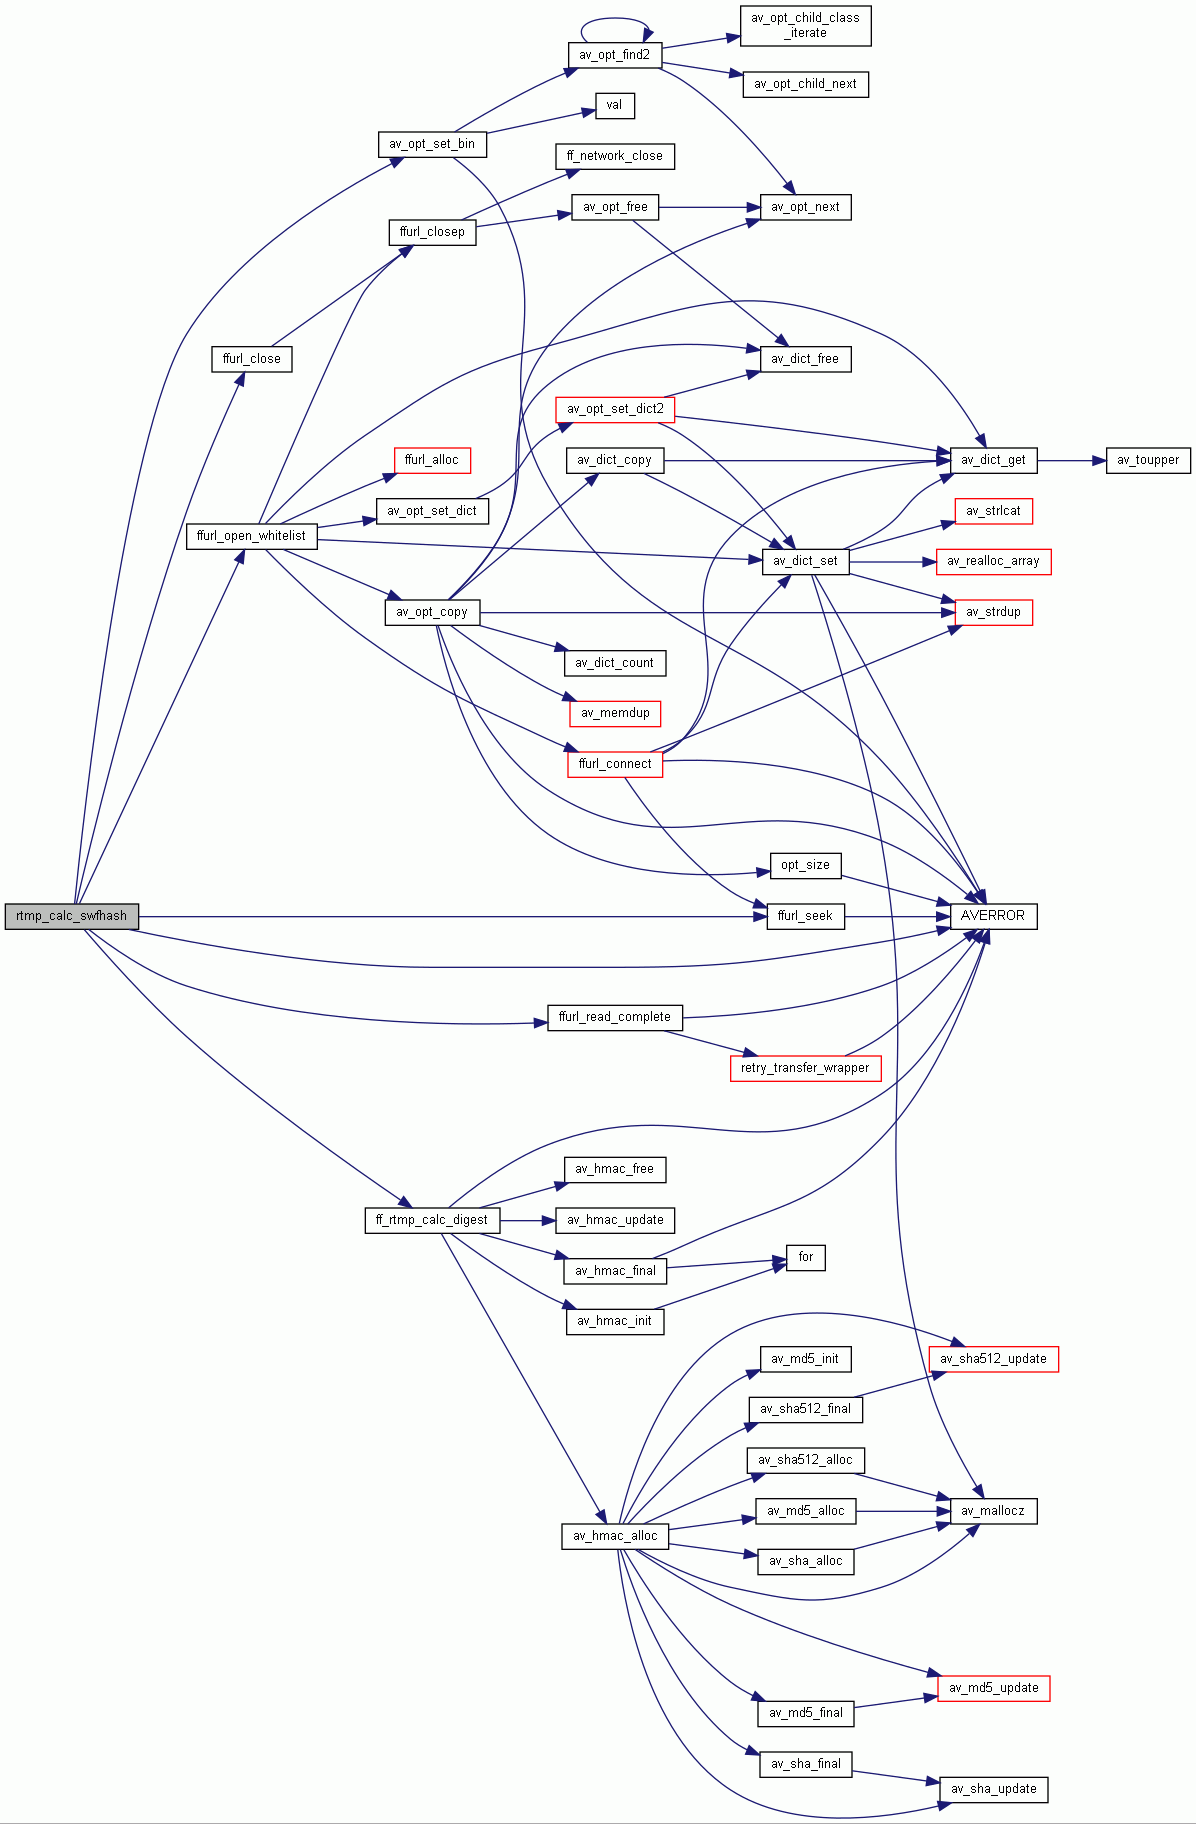 av_opt_child_class
_iterate
av_opt_find2
av_opt_child_next
val
av_opt_set_bin
ff_network_close
av_opt_free
av_opt_next
ffurl_closep
ffurl_close
av_dict_free
av_opt_set_dict2
ffurl_alloc
av_dict_copy
av_dict_get
av_toupper
av_opt_set_dict
av_strlcat
ffurl_open_whitelist
av_dict_set
av_realloc_array
av_opt_copy
av_strdup
av_dict_count
av_memdup
ffurl_connect
opt_size
rtmp_calc_swfhash
ffurl_seek
AVERROR
ffurl_read_complete
retry_transfer_wrapper
av_hmac_free
ff_rtmp_calc_digest
av_hmac_update
for
av_hmac_final
av_hmac_init
av_md5_init
av_sha512_update
av_sha512_final
av_sha512_alloc
av_md5_alloc
av_mallocz
av_hmac_alloc
av_sha_alloc
av_md5_update
av_md5_final
av_sha_final
av_sha_update